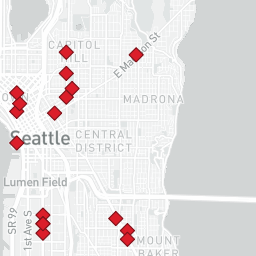 CAPITOL
HILL
E Madison St
MADRONA
Seattle
CENTRAL
DISTRICT
Lumen Field
SR 99
1st Ave S
MOUNT
BAKER